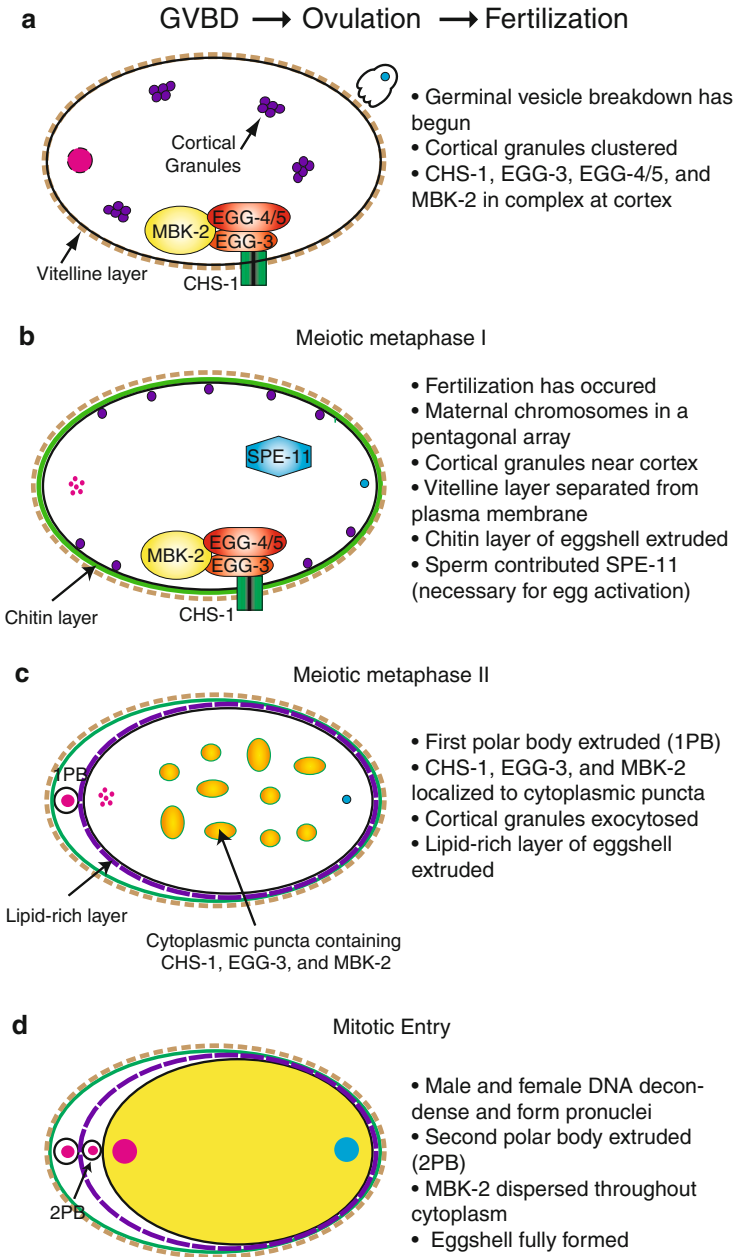 a
GVBD → Ovulation → Fertilization
Cortical
Granules
MBK-2
EGG-4/5
EGG-3
Vitelline layer
CHS-1
• Germinal vesicle breakdown has
begun
• Cortical granules clustered
• CHS-1, EGG-3, EGG-4/5, and
MBK-2 in complex at cortex
b
Meiotic metaphase I
SPE-11
MBK-2
EGG-4/5
EGG-3
Chitin layer
CHS-1
• Fertilization has occured
• Maternal chromosomes in a
pentagonal array
• Cortical granules near cortex
• Vitelline layer separated from
plasma membrane
• Chitin layer of eggshell extruded
• Sperm contributed SPE-11
(necessary for egg activation)
c
Meiotic metaphase II
1PB
Lipid-rich layer
Cytoplasmic puncta containing
CHS-1, EGG-3, and MBK-2
• First polar body extruded (1PB)
• CHS-1, EGG-3, and MBK-2
localized to cytoplasmic puncta
• Cortical granules exocytosed
• Lipid-rich layer of eggshell
extruded
d
Mitotic Entry
2PB
• Male and female DNA decon-
dense and form pronuclei
• Second polar body extruded
(2PB)
• MBK-2 dispersed throughout
cytoplasm
• Eggshell fully formed